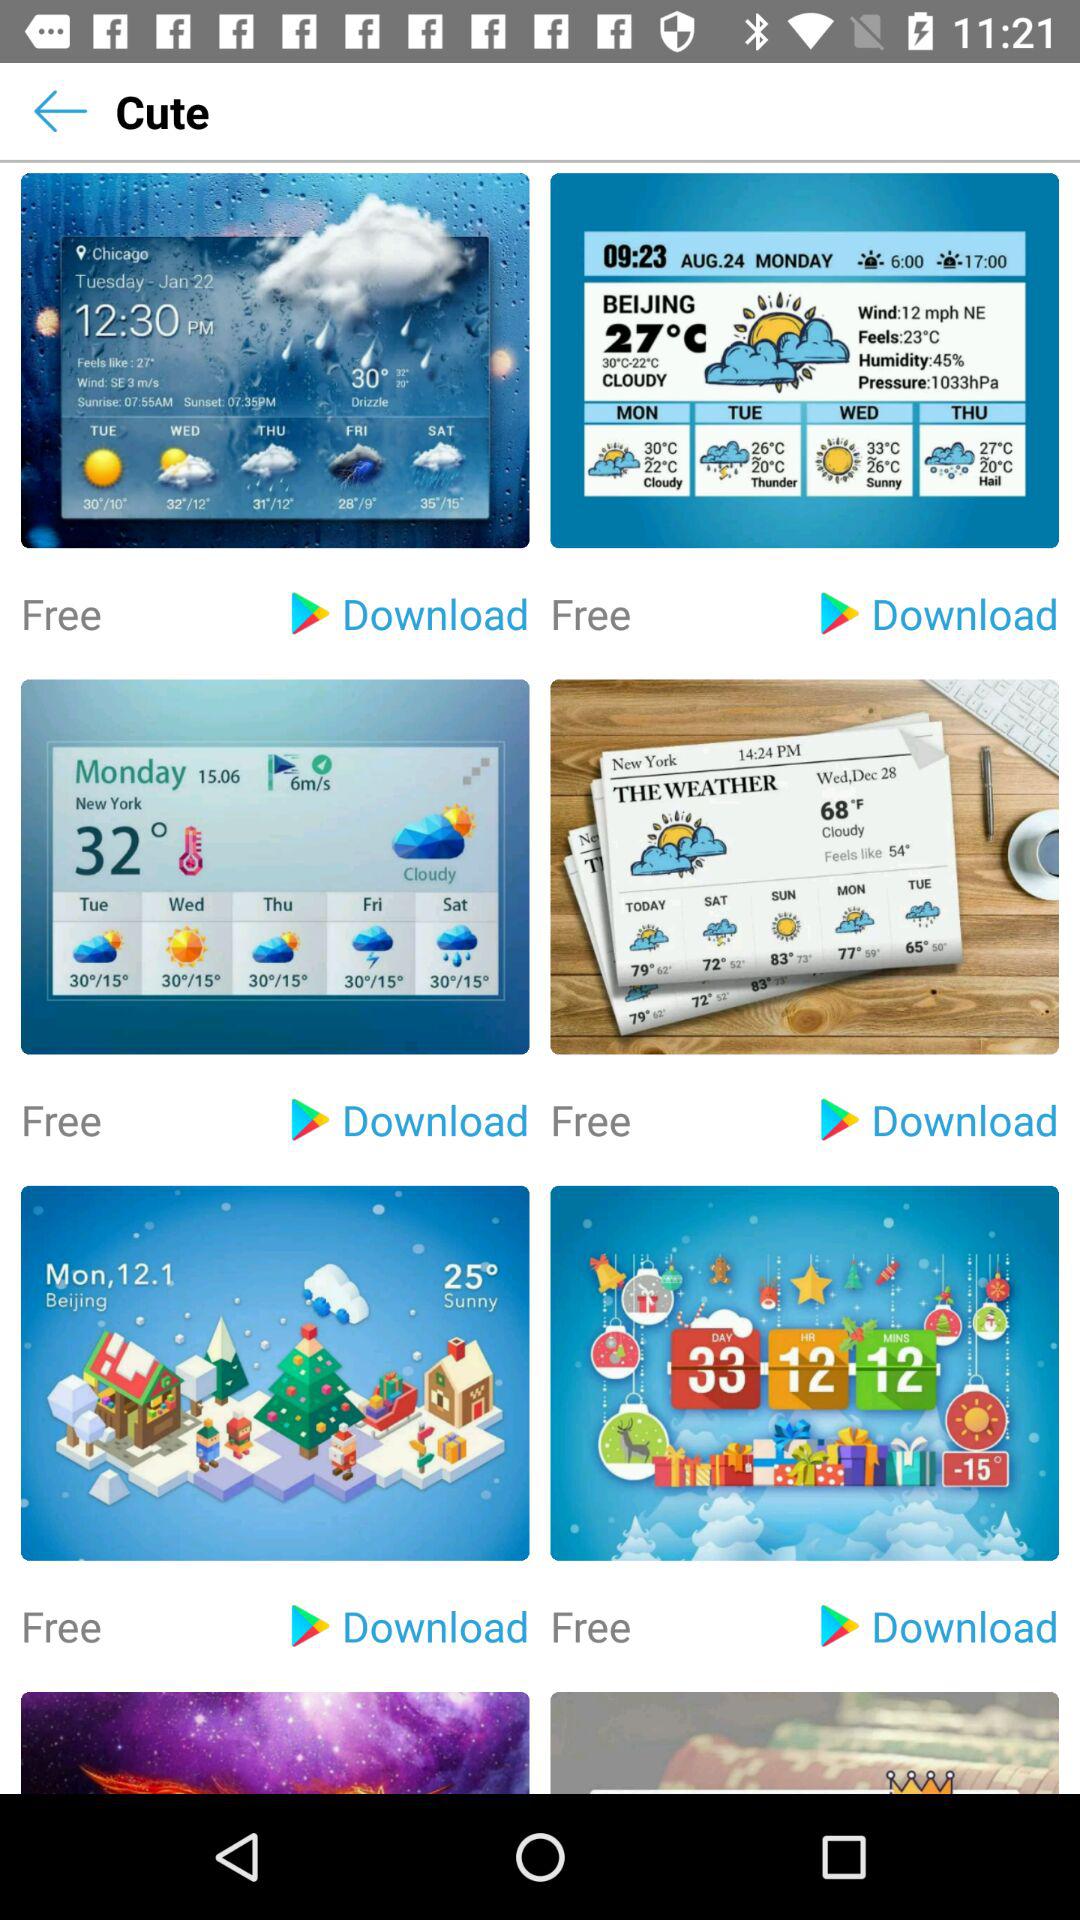 11:21
Cute
Chicago
Tuesday - Jan 22
12:30 PM
Feels like : 27°
Wind: SE 3 m/s
Sunrise: 07:55AM Sunset: 07:35PM
30° 32° 20°
Drizzle
TUE WED THU FRI SAT
30°/10° 32°/12° 31°/12° 28°/9° 35°/15°
09:23 AUG.24 MONDAY 6:00 17:00
BEIJING
27°C
30°C-22°C
CLOUDY
Wind:12 mph NE
Feels:23°C
Humidity:45%
Pressure:1033hPa
MON TUE WED THU
30°C ~ 22°C Cloudy
26°C ~ 20°C Thunder
33°C ~ 26°C Sunny
27°C ~ 20°C Hail
Free Download Free Download
Monday 15.06 6m/s
New York
32°
Cloudy
Tue Wed Thu Fri Sat
30°/15° 30°/15° 30°/15° 30°/15° 30°/15°
New York 14:24 PM
THE WEATHER Wed,Dec 28
68°F
Cloudy
Feels like 54°
TODAY SAT SUN MON TUE
79° 62° 72° 52° 83° 73° 77° 59° 65° 50°
79° 62° 72° 52° 83°
Free Download Free Download
Mon,12.1
Beijing
25°
Sunny
DAY HR MINS
33 12 12
-15°
Free Download Free Download